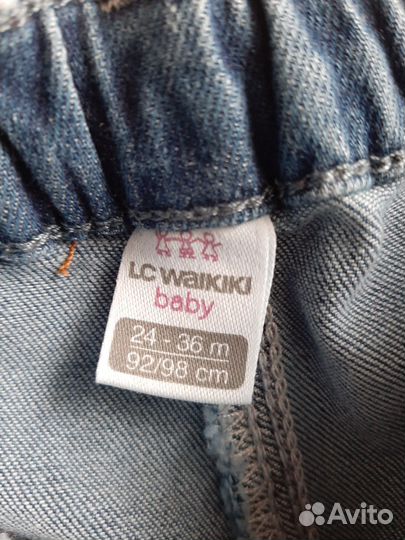 LC WAIKIKI
baby
24 - 36 m
92/98 cm
Avito